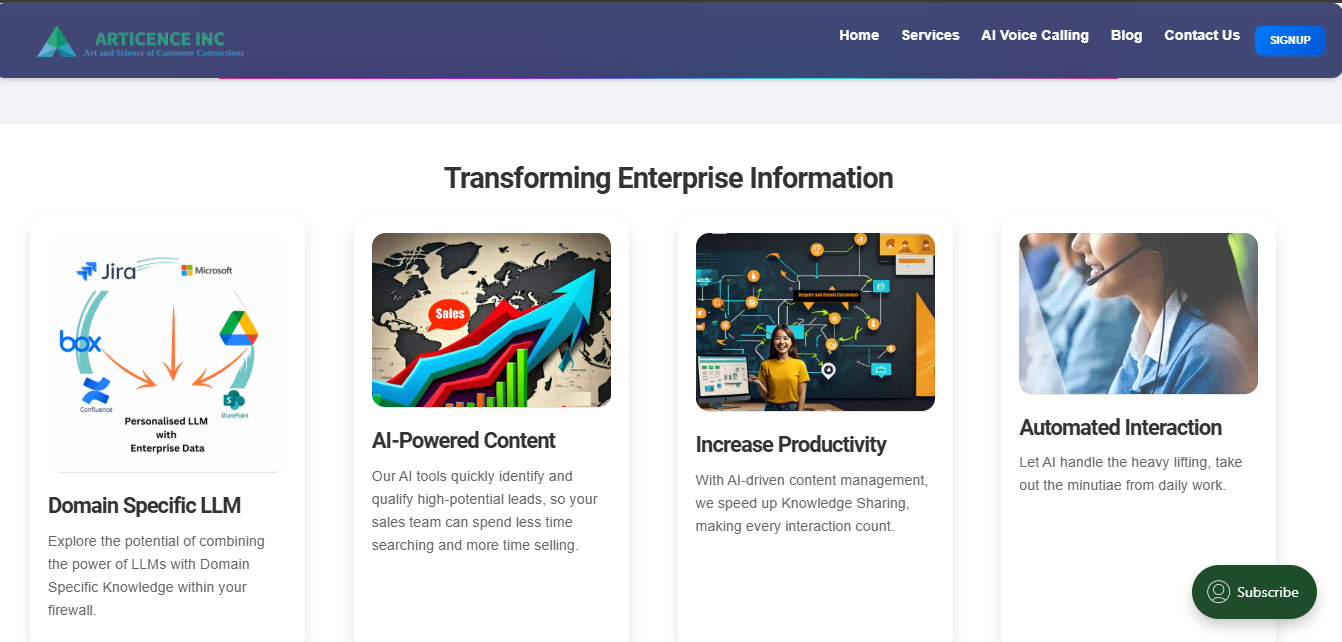 ARTICENCE INC
Art and Science of Customer Connections
Home
Services
AI Voice Calling
Blog
Contact Us
SIGNUP
Transforming Enterprise Information
Jira
Microsoft
box
Confluence
SharePoint
Personalised LLM
with
Enterprise Data
Domain Specific LLM
Explore the potential of combining
the power of LLMs with Domain
Specific Knowledge within your
firewall.
Sales
AI-Powered Content
Our AI tools quickly identify and
qualify high-potential leads, so your
sales team can spend less time
searching and more time selling.
Acquire and Retain Customers
Increase Productivity
With AI-driven content management,
we speed up Knowledge Sharing,
making every interaction count.
Automated Interaction
Let AI handle the heavy lifting, take
out the minutiae from daily work.
Subscribe